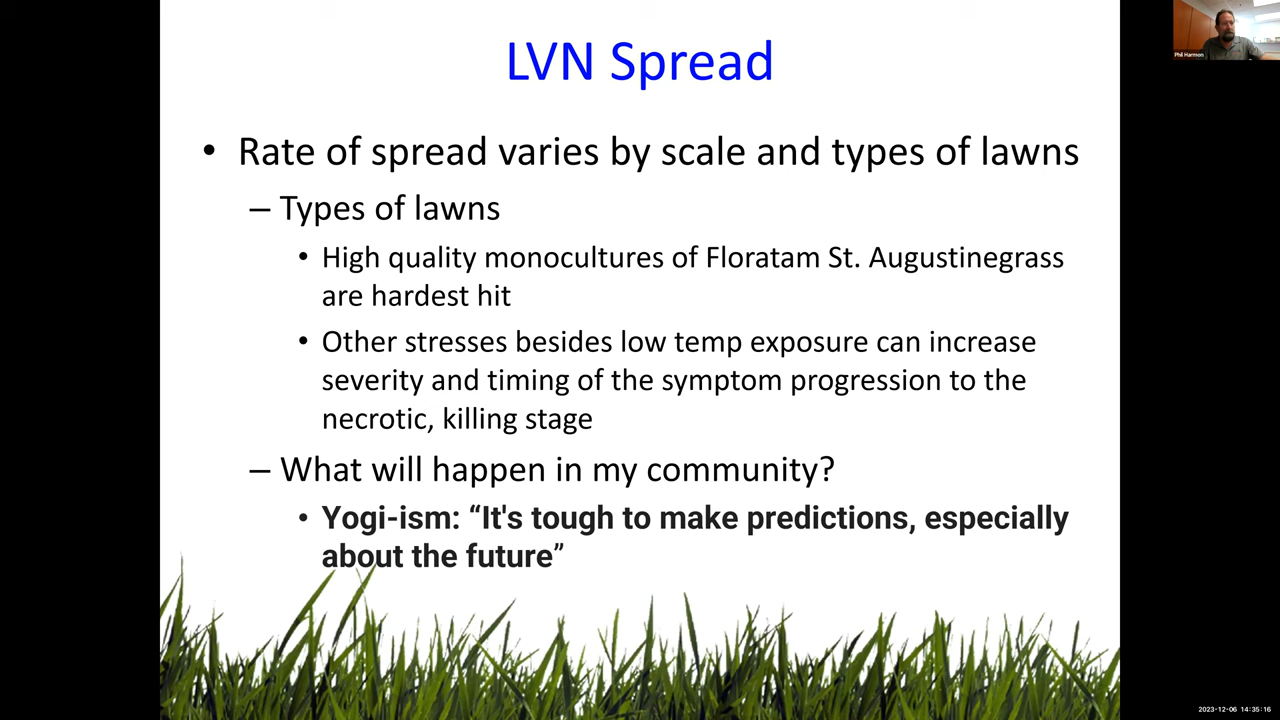 LVN Spread
• Rate of spread varies by scale and types of lawns
– Types of lawns
• High quality monocultures of Floratam St. Augustinegrass
are hardest hit
• Other stresses besides low temp exposure can increase
severity and timing of the symptom progression to the
necrotic, killing stage
– What will happen in my community?
• Yogi-ism: “It's tough to make predictions, especially
about the future”
Phil Harmon
2023-12-06 14:35:16